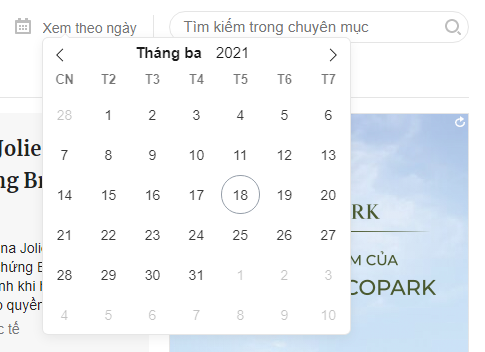 Xem theo ngày
Tìm kiếm trong chuyên mục
Tháng ba 2021
CN T2 T3 T4 T5 T6 T7
28 1 2 3 4 5 6
7 8 9 10 11 12 13
14 15 16 17 18 19 20
21 22 23 24 25 26 27
28 29 30 31 1 2 3
4 5 6 7 8 9 10
Jolie
ng Br
na Jolie
chứng B
nh khi h
o quyền
c tế
RK
M CỦA
COPARK